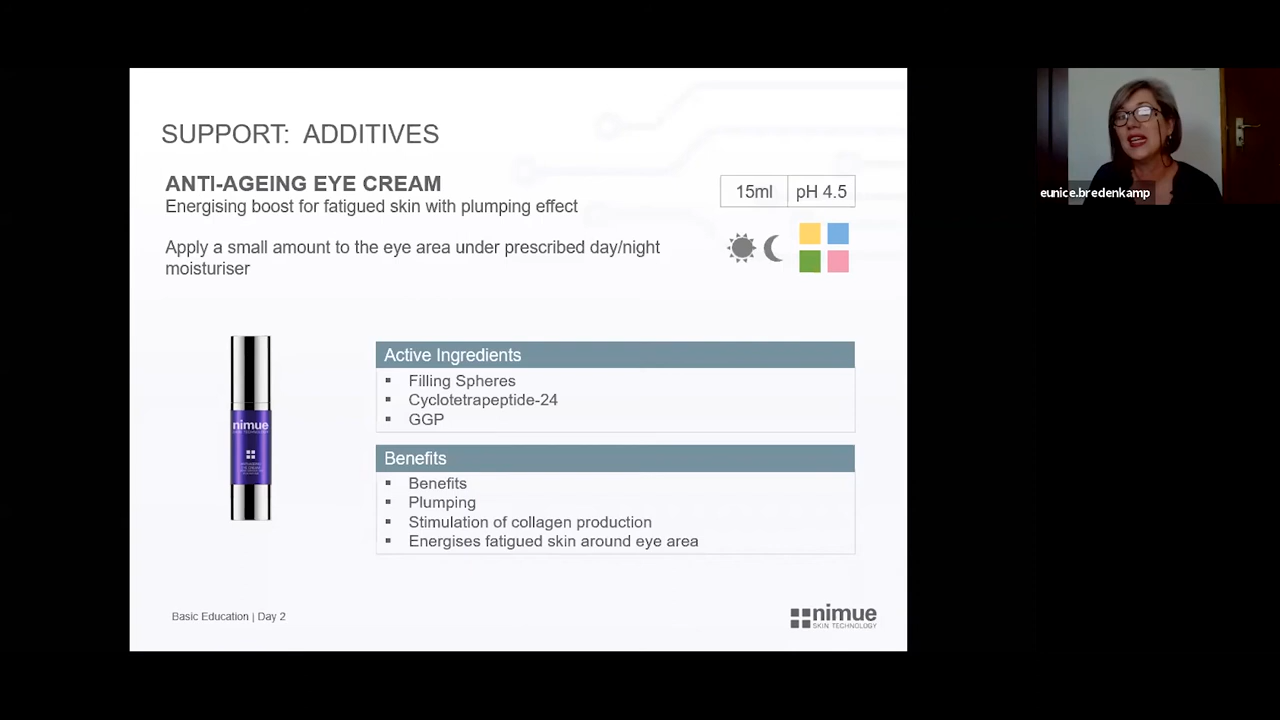 SUPPORT: ADDITIVES
ANTI-AGEING EYE CREAM
Energising boost for fatigued skin with plumping effect
Apply a small amount to the eye area under prescribed day/night
moisturiser
15ml
pH 4.5
eunice.bredenkamp
nimue
Active Ingredients
▪ Filling Spheres
▪ Cyclotetrapeptide-24
▪ GGP
Benefits
▪ Benefits
▪ Plumping
▪ Stimulation of collagen production
▪ Energises fatigued skin around eye area
Basic Education | Day 2
nimue
SKIN TECHNOLOGY